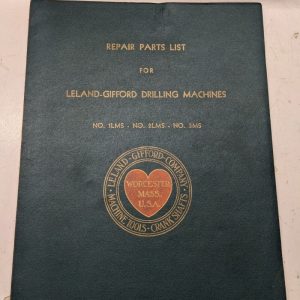 REPAIR PARTS LIST
FOR
LELAND-GIFFORD DRILLING MACHINES
NO. 1LMS - NO. 2LMS - NO. 3MS
LELAND-GIFFORD-COMPANY
WORCESTER
MASS.
U.S.A.
MACHINE TOOLS-CRANK SHAFTS